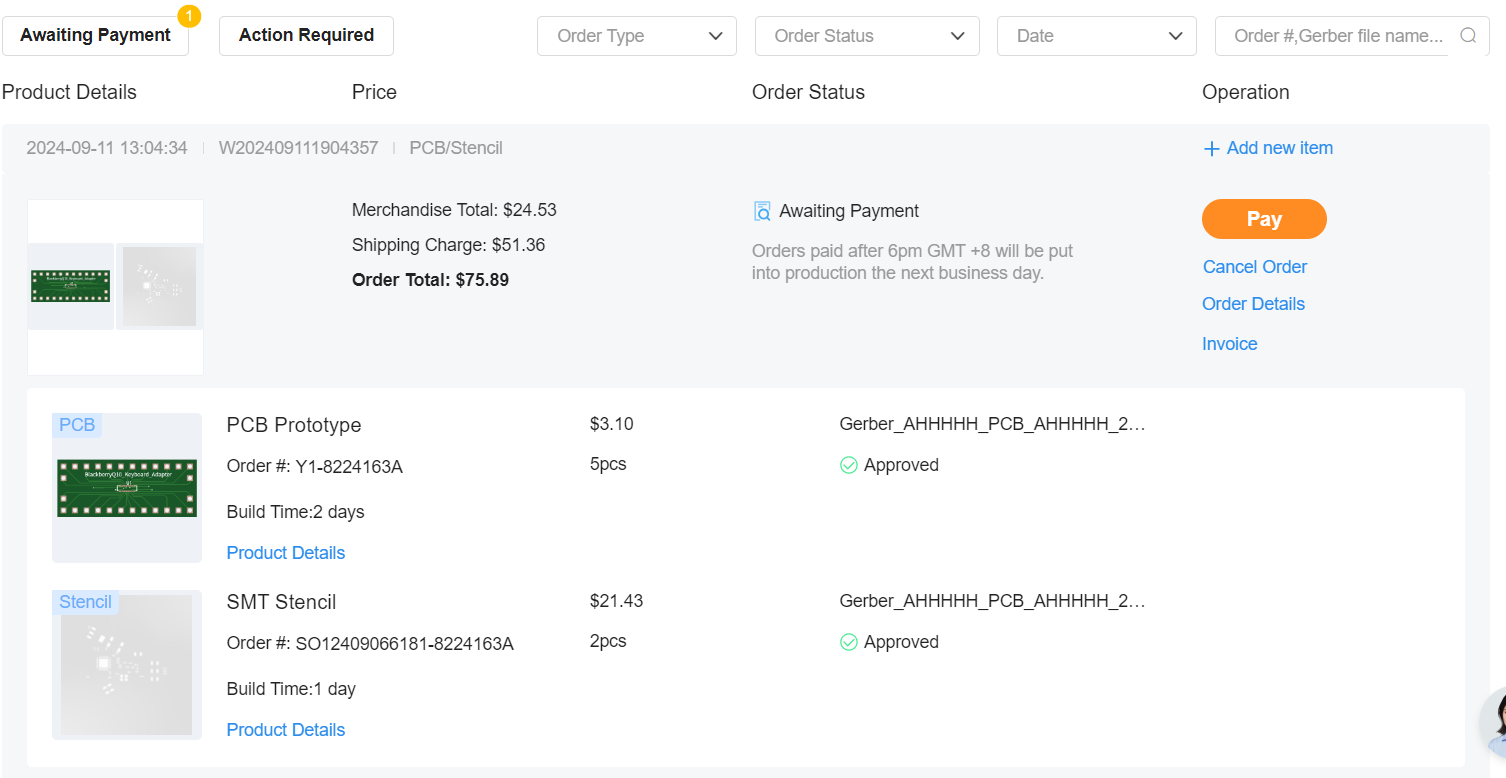 Awaiting Payment
1
Action Required
Order Type
Order Status
Date
Order #,Gerber file name...
Product Details
Price
Order Status
Operation
2024-09-11 13:04:34
W202409111904357
PCB/Stencil
+ Add new item
Merchandise Total: $24.53
Shipping Charge: $51.36
Order Total: $75.89
Awaiting Payment
Orders paid after 6pm GMT +8 will be put
into production the next business day.
Pay
Cancel Order
Order Details
Invoice
PCB
BlackberryQ10_Keyboard_Adapter
PCB Prototype
$3.10
Gerber_AHHHHH_PCB_AHHHHH_2...
Order #: Y1-8224163A
5pcs
Approved
Build Time:2 days
Product Details
Stencil
SMT Stencil
$21.43
Gerber_AHHHHH_PCB_AHHHHH_2...
Order #: SO12409066181-8224163A
2pcs
Approved
Build Time:1 day
Product Details